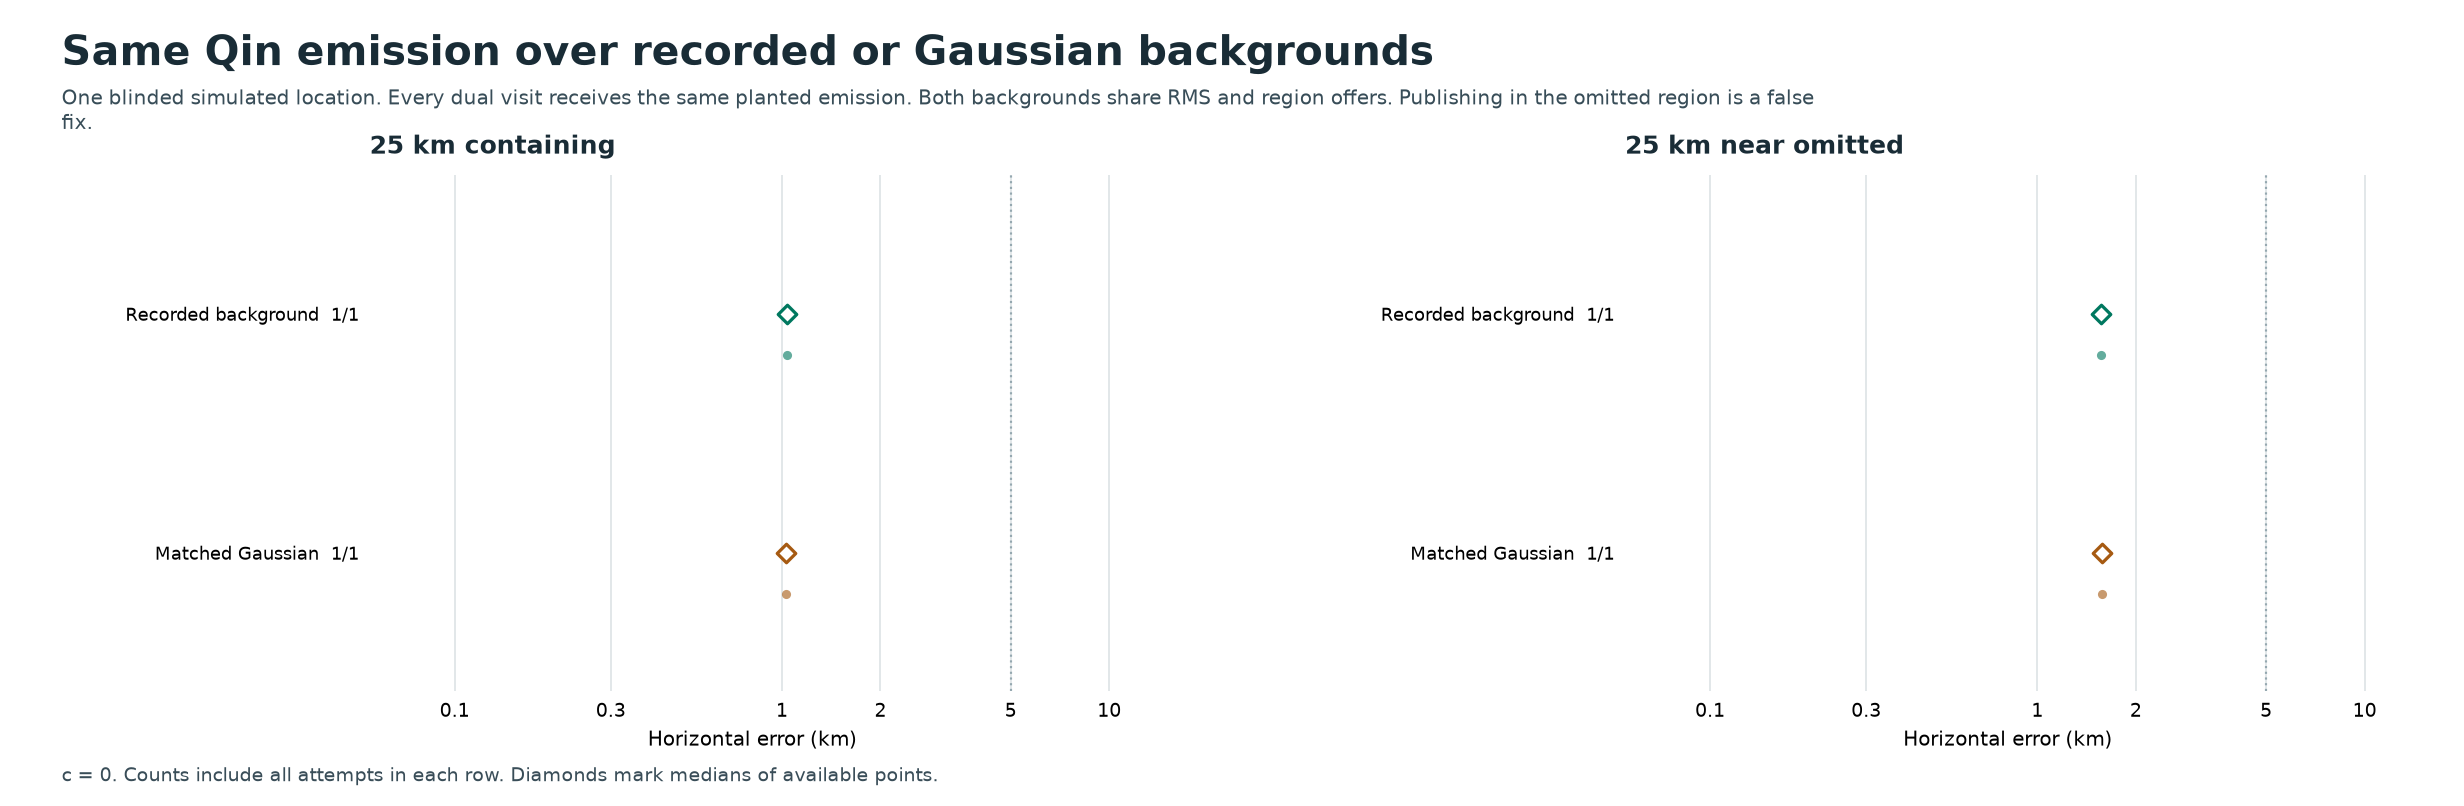 Same Qin emission over recorded or Gaussian backgrounds
One blinded simulated location. Every dual visit receives the same planted emission. Both backgrounds share RMS and region offers. Publishing in the omitted region is a false
fix.
25 km containing
Recorded background 1/1
Matched Gaussian 1/1
0.1 0.3 1 2 5 10
Horizontal error (km)
25 km near omitted
Recorded background 1/1
Matched Gaussian 1/1
0.1 0.3 1 2 5 10
Horizontal error (km)
c = 0. Counts include all attempts in each row. Diamonds mark medians of available points.